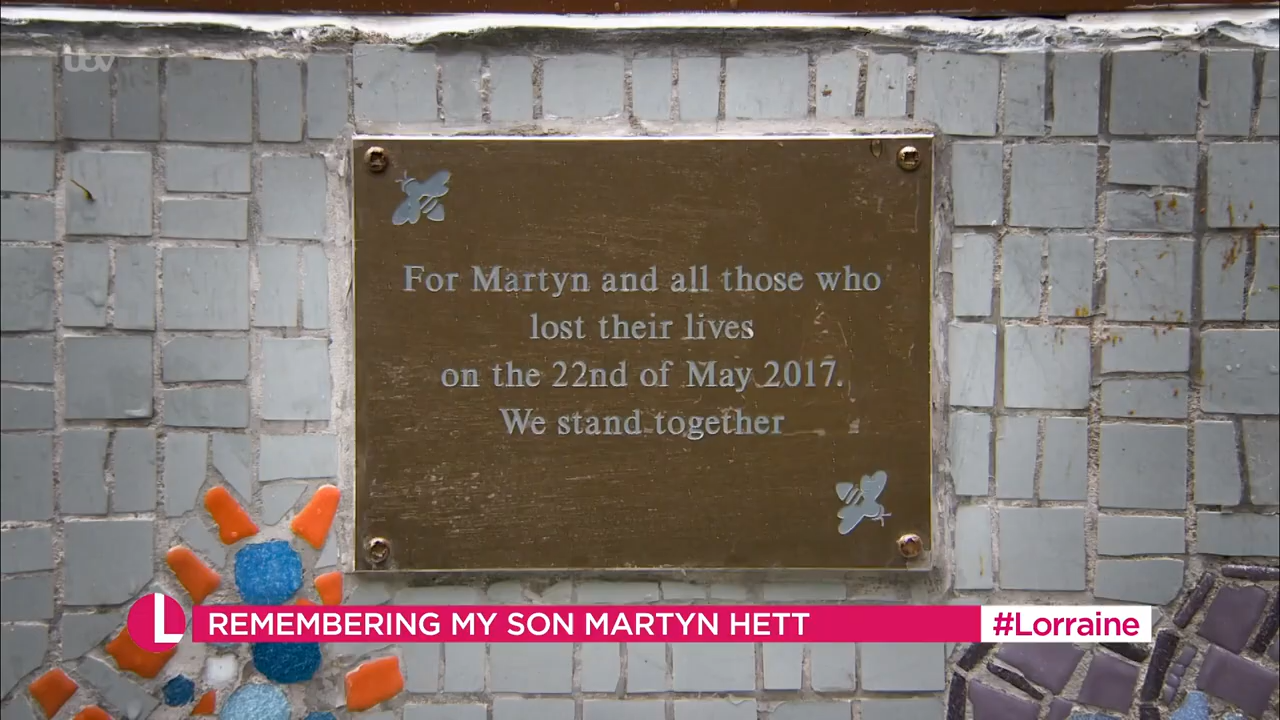 itv
For Martyn and all those who
lost their lives
on the 22nd of May 2017.
We stand together
L REMEMBERING MY SON MARTYN HETT #Lorraine